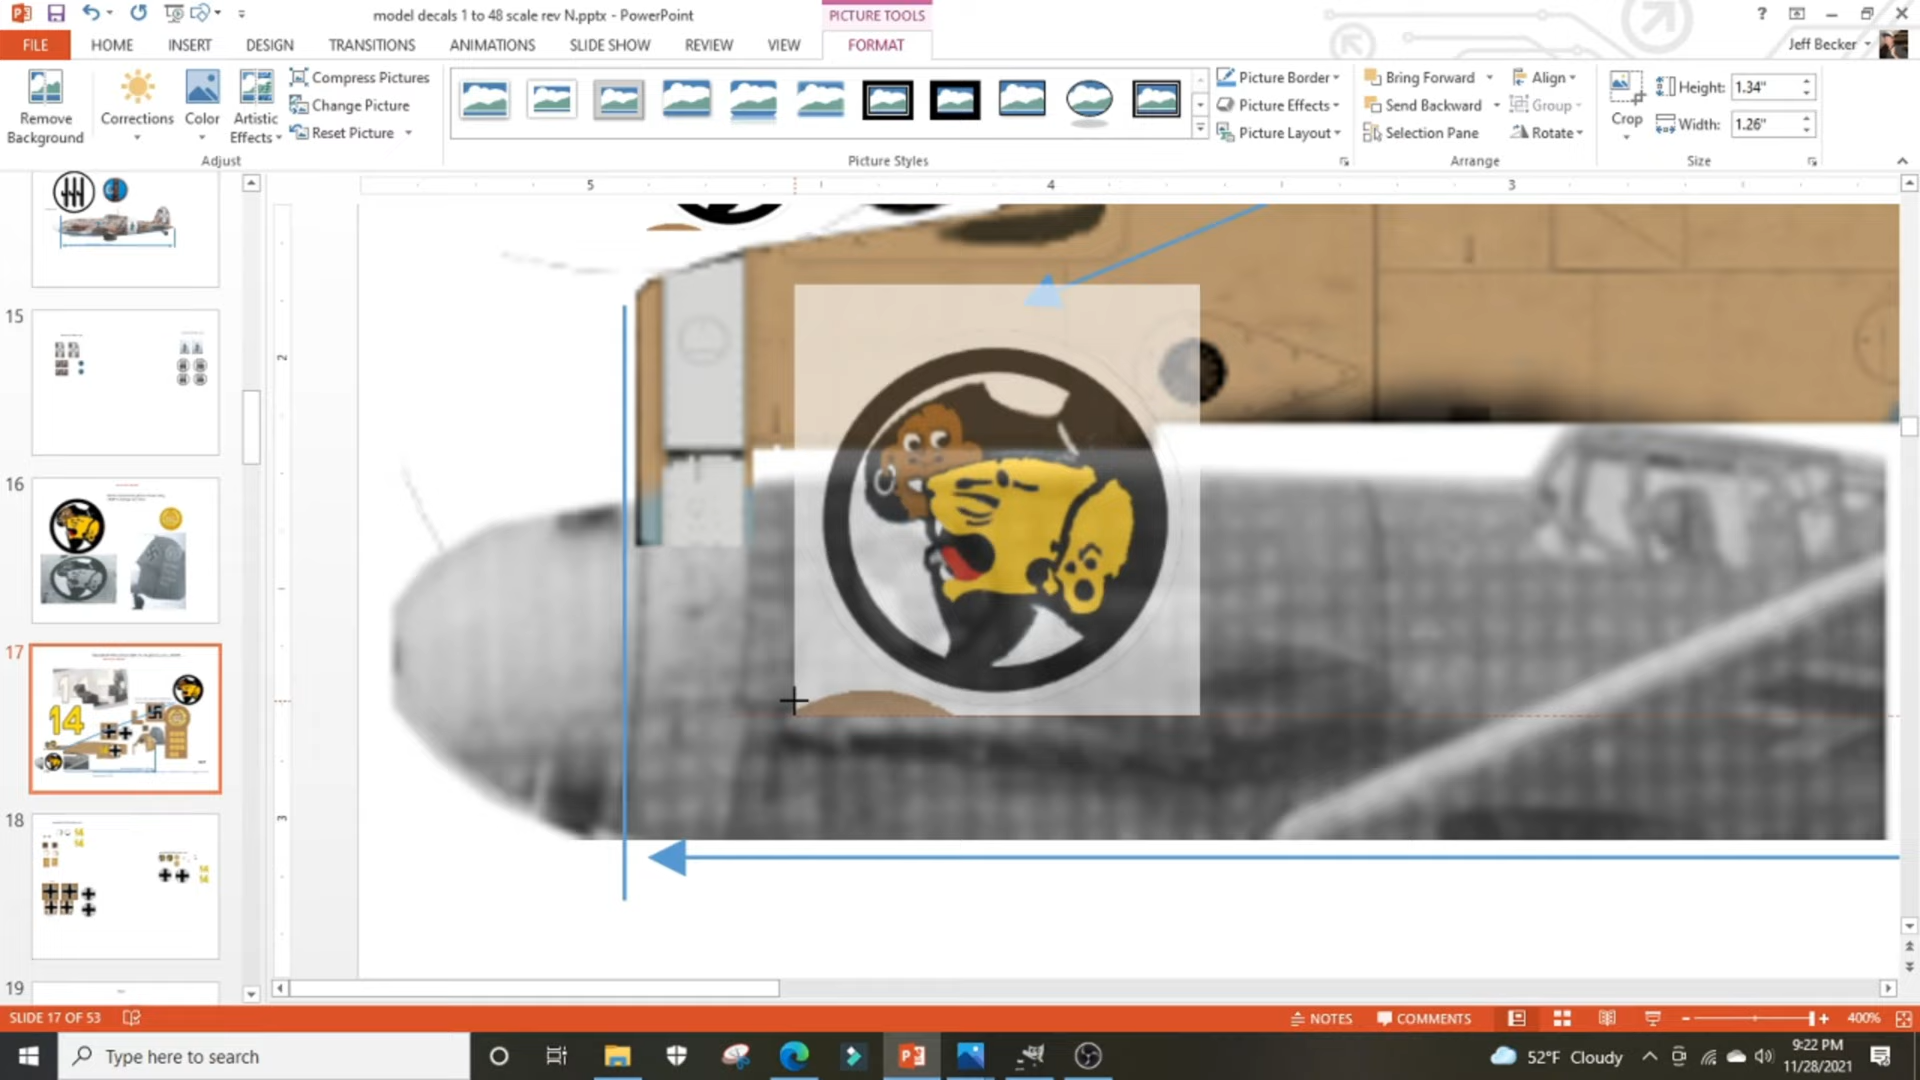 model decals 1 to 48 scale rev N.pptx - PowerPoint
PICTURE TOOLS
?
FILE
HOME
INSERT
DESIGN
TRANSITIONS
ANIMATIONS
SLIDE SHOW
REVIEW
VIEW
FORMAT
Jeff Becker
Remove Background
Corrections
Color
Artistic Effects
Compress Pictures
Change Picture
Reset Picture
Picture Border
Picture Effects
Picture Layout
Bring Forward
Send Backward
Selection Pane
Align
Group
Rotate
Crop
Height: 1.34"
Width: 1.26"
Adjust
Picture Styles
Arrange
Size
5
4
3
2
3
15
16
17
14
18
19
SLIDE 17 OF 53
NOTES
COMMENTS
400%
Type here to search
52°F Cloudy
9:22 PM
11/28/2021